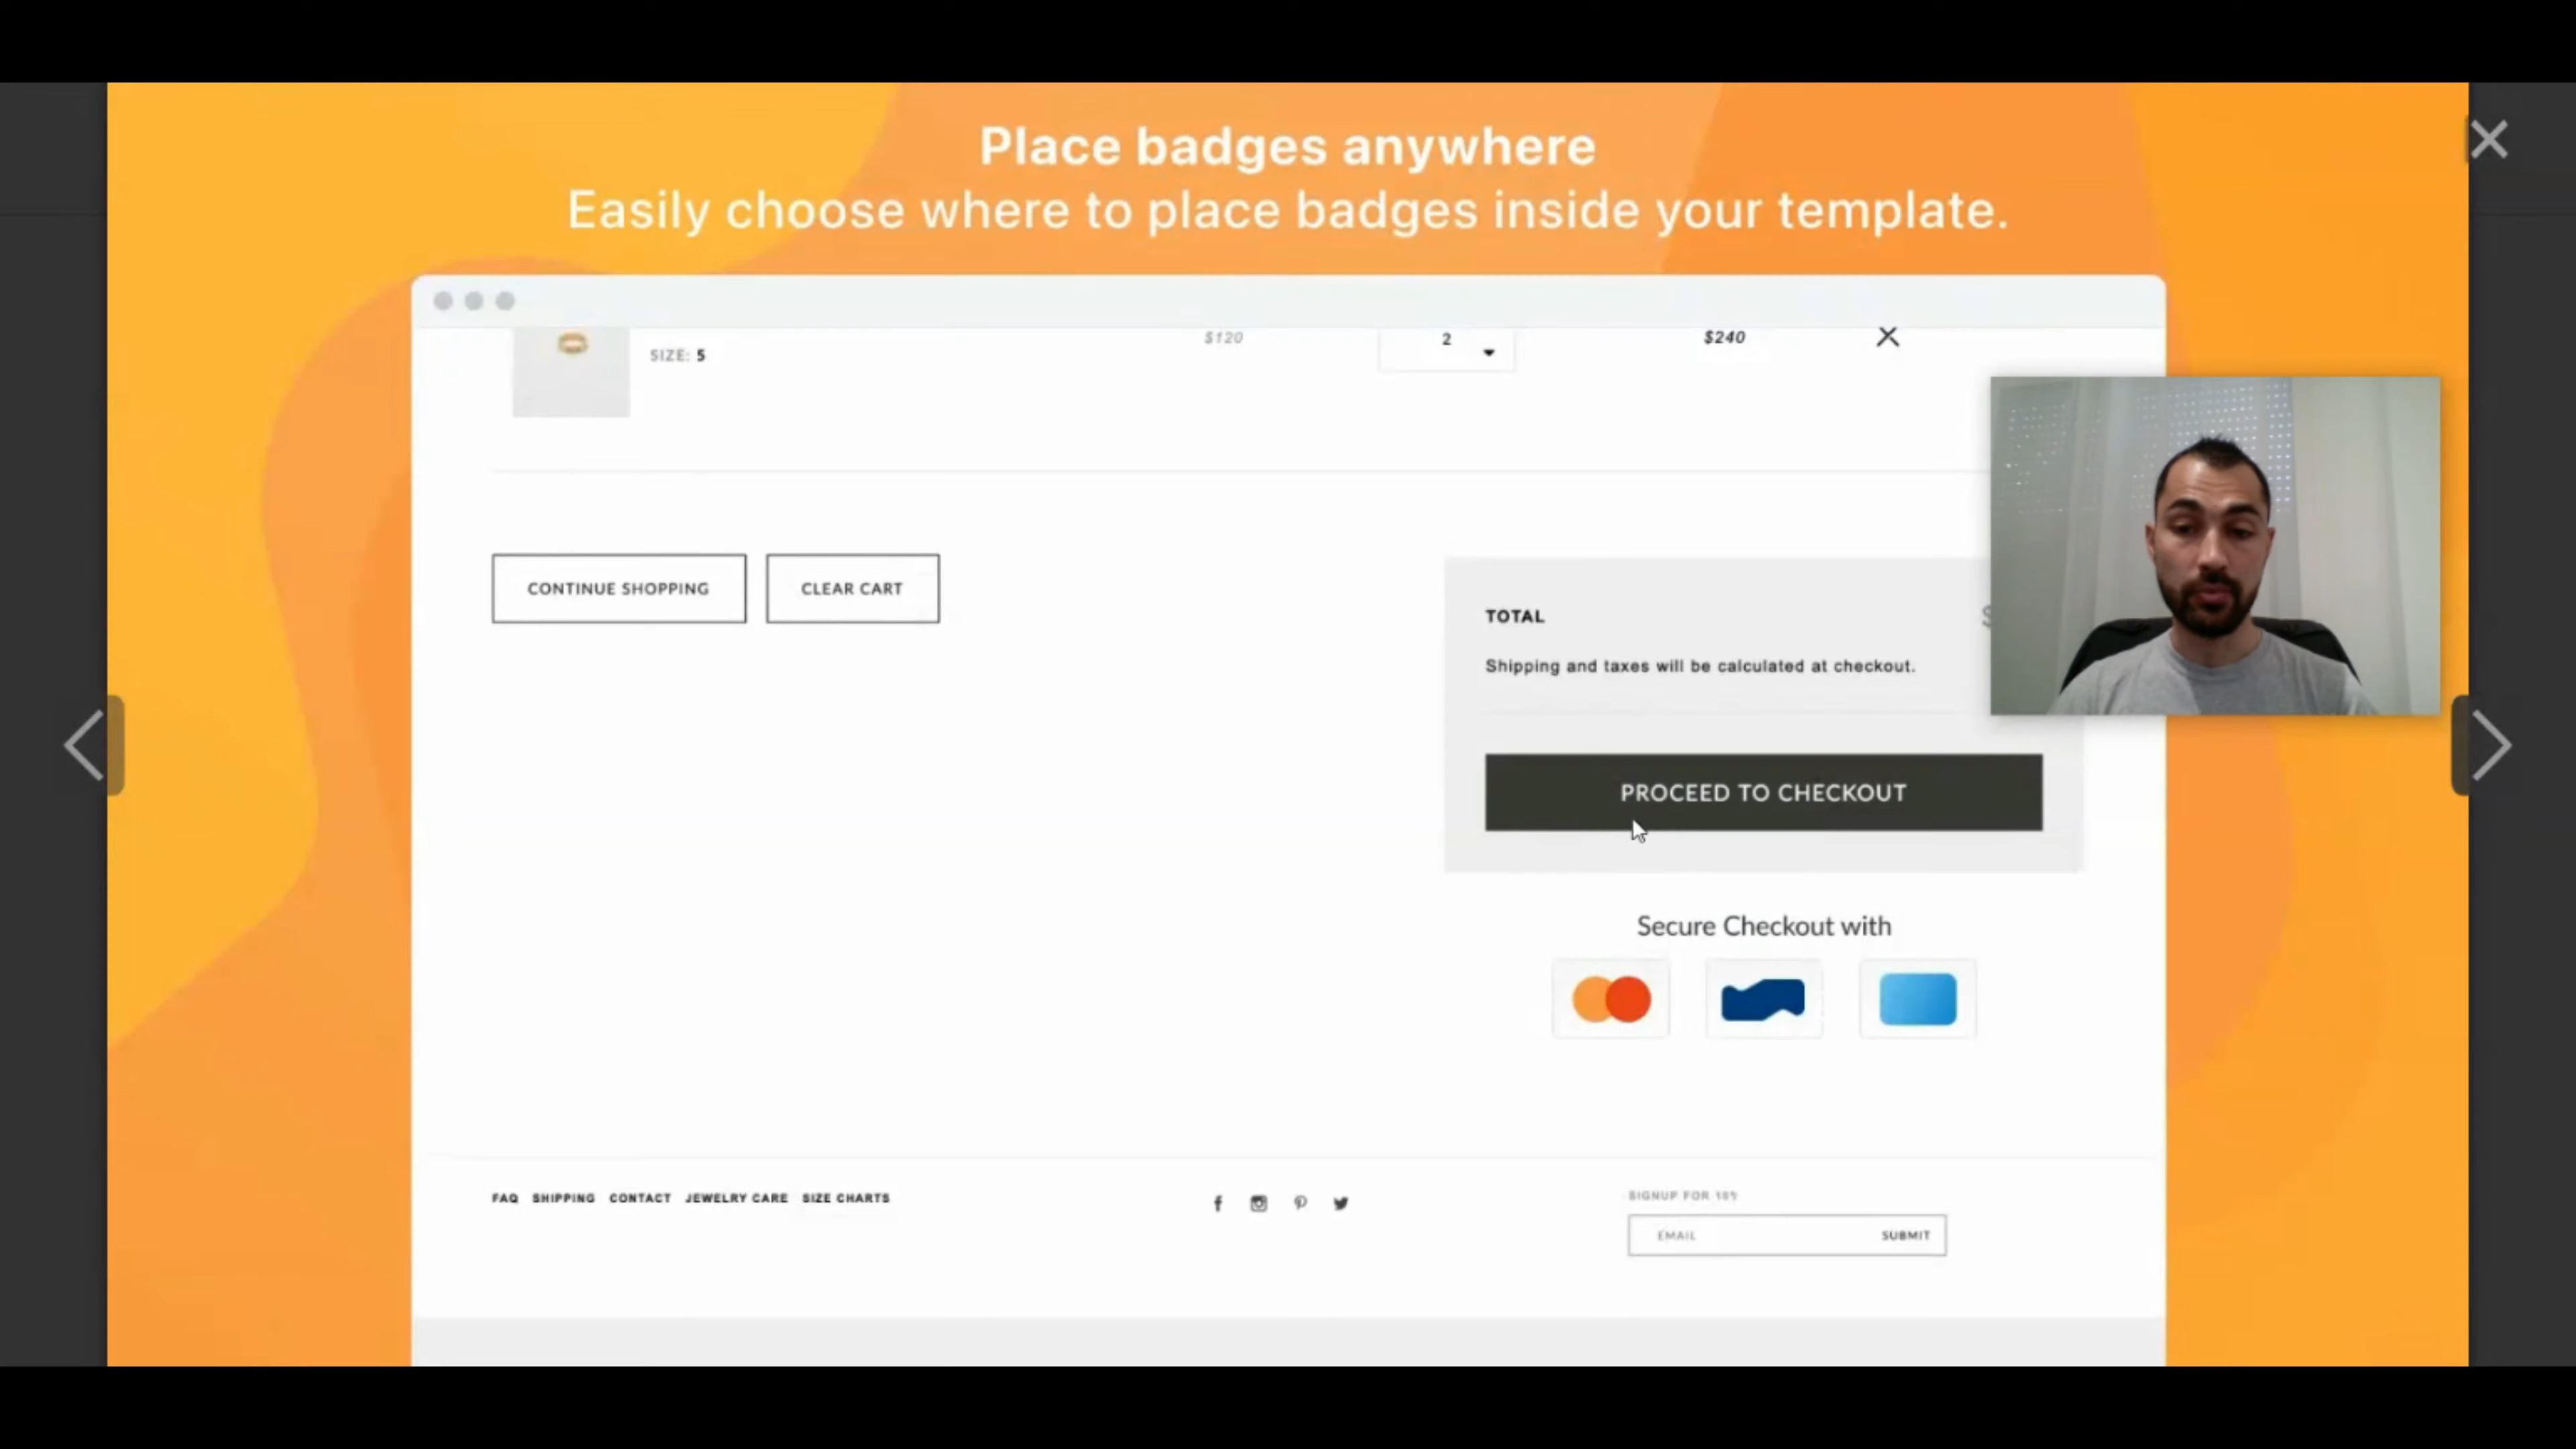 Place badges anywhere
Easily choose where to place badges inside your template.
SIZE: 5
$120
2
$240
CONTINUE SHOPPING
CLEAR CART
TOTAL
Shipping and taxes will be calculated at checkout.
PROCEED TO CHECKOUT
Secure Checkout with
FAQ SHIPPING CONTACT JEWELRY CARE SIZE CHARTS
SIGNUP FOR
EMAIL
SUBMIT